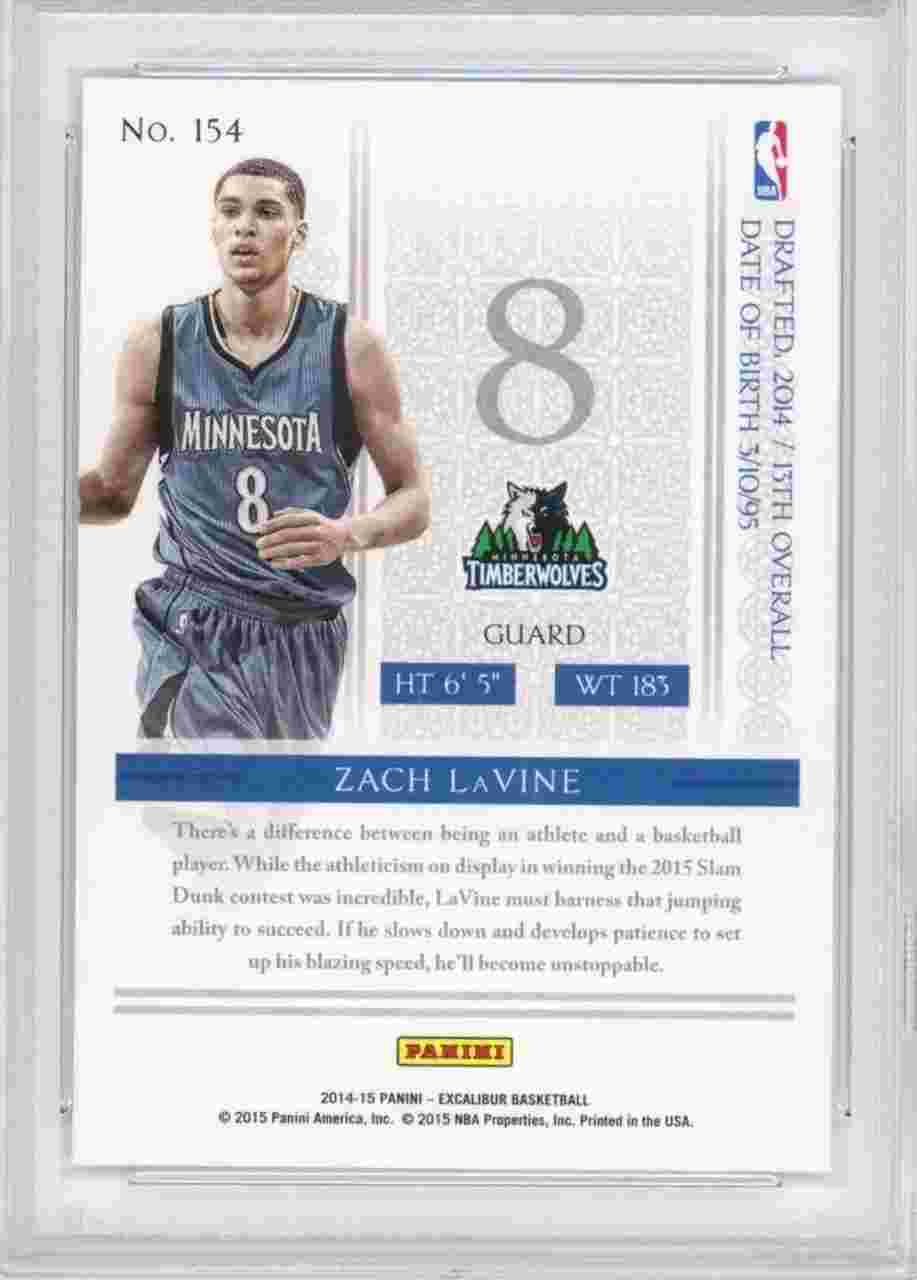 No. 154
NBA
DRAFTED, 2014 / 13TH OVERALL
DATE OF BIRTH 3/10/95
8
MINNESOTA
8
MINNESOTA
TIMBERWOLVES
GUARD
HT 6' 5" WT 183
ZACH LaVINE
There's a difference between being an athlete and a basketball
player. While the athleticism on display in winning the 2015 Slam
Dunk contest was incredible, LaVine must harness that jumping
ability to succeed. If he slows down and develops patience to set
up his blazing speed, he'll become unstoppable.
PANINI
2014-15 PANINI – EXCALIBUR BASKETBALL
© 2015 Panini America, Inc. © 2015 NBA Properties, Inc. Printed in the USA.